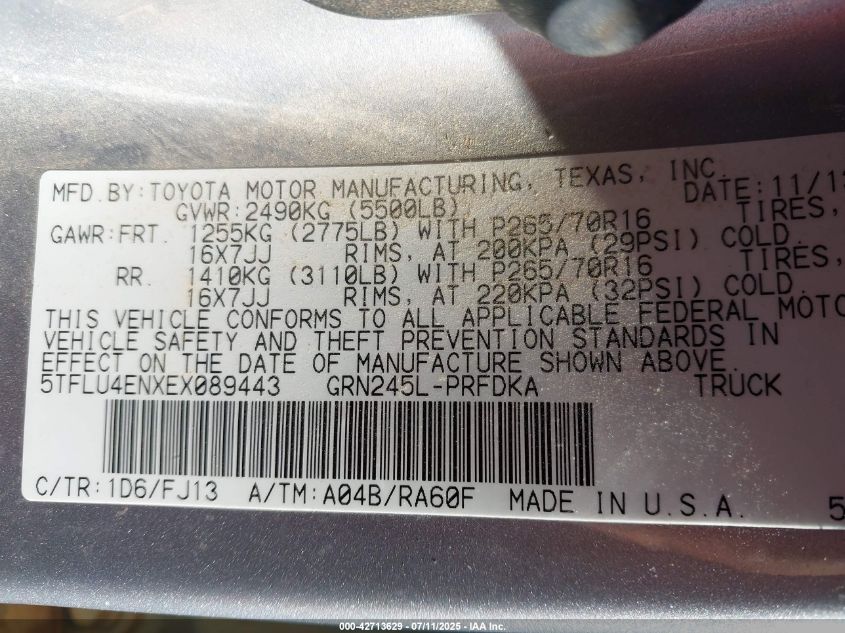 MFD. BY: TOYOTA MOTOR MANUFACTURING, TEXAS, INC.
DATE: 11/1
GVWR: 2490KG (5500LB)
GAWR: FRT. 1255KG (2775LB) WITH P265/70R16 TIRES,
16X7JJ RIMS, AT 200KPA (29PSI) COLD.
RR. 1410KG (3110LB) WITH P265/70R16 TIRES,
16X7JJ RIMS, AT 220KPA (32PSI) COLD.
THIS VEHICLE CONFORMS TO ALL APPLICABLE FEDERAL MOTO
VEHICLE SAFETY AND THEFT PREVENTION STANDARDS IN
EFFECT ON THE DATE OF MANUFACTURE SHOWN ABOVE.
5TFLU4ENXEX089443 GRN245L-PRFDKA TRUCK
C/TR: 1D6/FJ13 A/TM: A04B/RA60F MADE IN U.S.A. 5
000-42713629 - 07/11/2025 - IAA Inc.